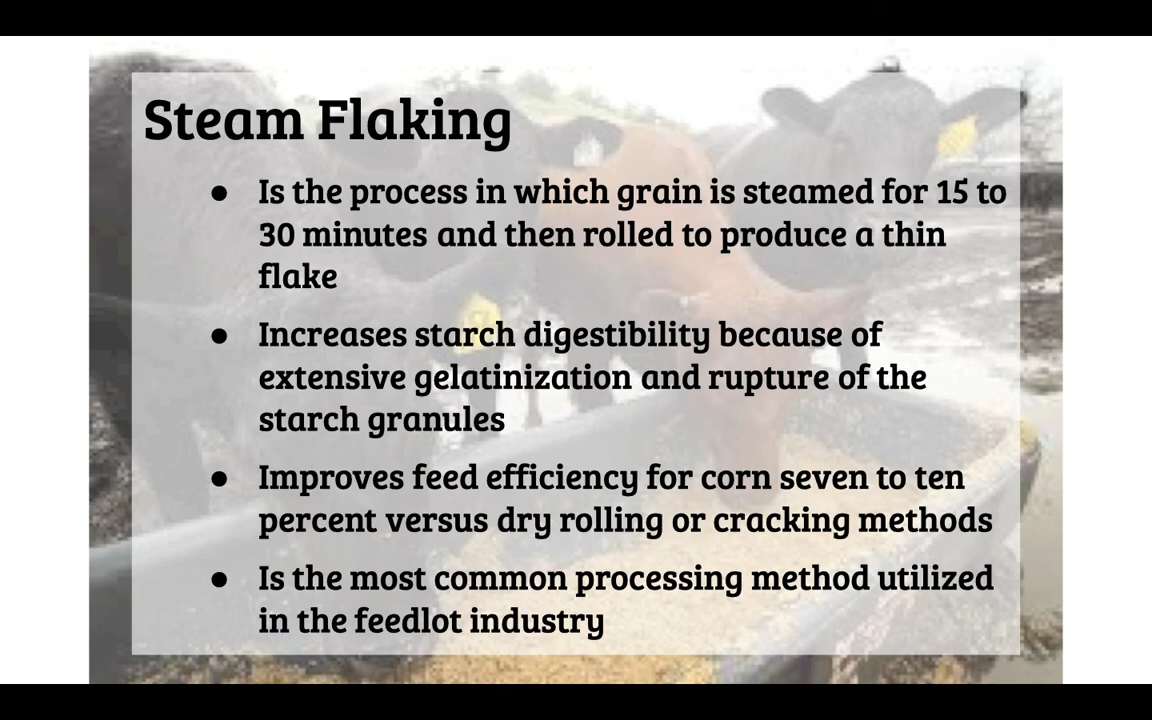 Steam Flaking
● Is the process in which grain is steamed for 15 to
30 minutes and then rolled to produce a thin
flake
● Increases starch digestibility because of
extensive gelatinization and rupture of the
starch granules
● Improves feed efficiency for corn seven to ten
percent versus dry rolling or cracking methods
● Is the most common processing method utilized
in the feedlot industry